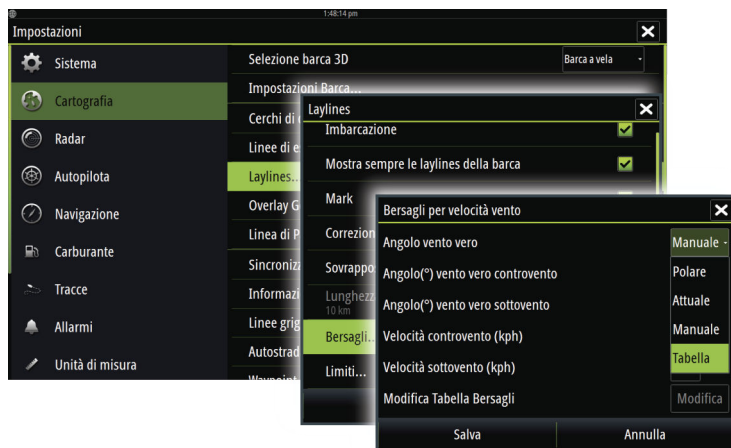 1:48:14 pm
Impostazioni
Sistema
Cartografia
Radar
Autopilota
Navigazione
Carburante
Tracce
Allarmi
Unità di misura
Selezione barca 3D
Barca a vela
Impostazioni Barca...
Cerchi di
Linee di
Laylines...
Overlay G
Linea di P
Sincroniz
Informazi
Linee grig
Autostrad
Waypoint
Laylines
Imbarcazione
Mostra sempre le laylines della barca
Mark
Correzion
Sovrappo
Lunghezz
10 km
Bersagli...
Limiti...
Bersagli per velocità vento
Angolo vento vero
Manuale
Angolo(°) vento vero controvento
Angolo(°) vento vero sottovento
Velocità controvento (kph)
Velocità sottovento (kph)
Modifica Tabella Bersagli
Modifica
Polare
Attuale
Manuale
Tabella
Salva
Annulla